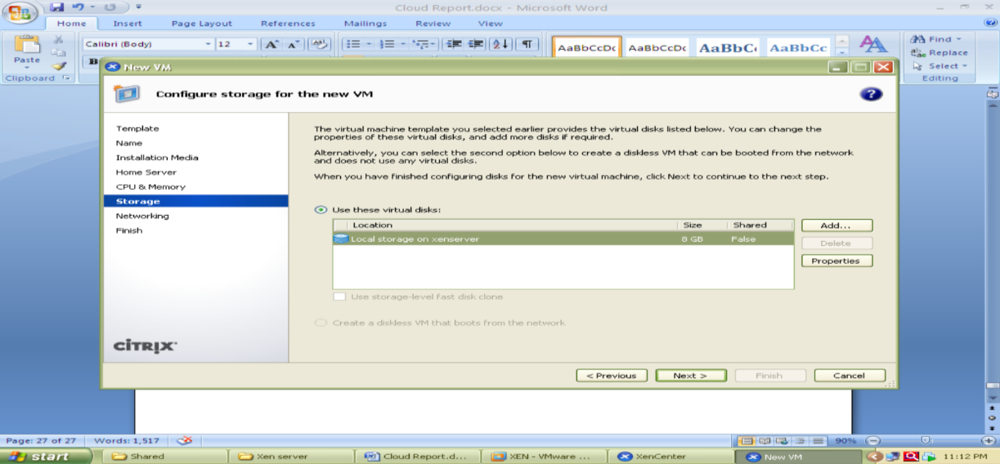 Cloud Report.docx - Microsoft Word
Home Insert Page Layout References Mailings Review View
Calibri (Body) 12
AaBbCcDc AaBbCcDc AaBbC AaBbCc
Find
Replace
Select
Paste
Clipboard
Editing
B
New VM
Configure storage for the new VM
?
Template
Name
Installation Media
Home Server
CPU & Memory
Storage
Networking
Finish
The virtual machine template you selected earlier provides the virtual disks listed below. You can change the
properties of these virtual disks, and add more disks if required.
Alternatively, you can select the second option below to create a diskless VM that can be booted from the network
and does not use any virtual disks.
When you have finished configuring disks for the new virtual machine, click Next to continue to the next step.
Use these virtual disks:
Location Size Shared
Local storage on xenserver 8 GB False
Add...
Delete
Properties
Use storage-level fast disk clone
Create a diskless VM that boots from the network
CITRIX
< Previous Next > Finish Cancel
Page: 27 of 27 Words: 1,517 90%
start Shared Xen server Cloud Report.d... XEN - VMware ... XenCenter New VM 11:12 PM